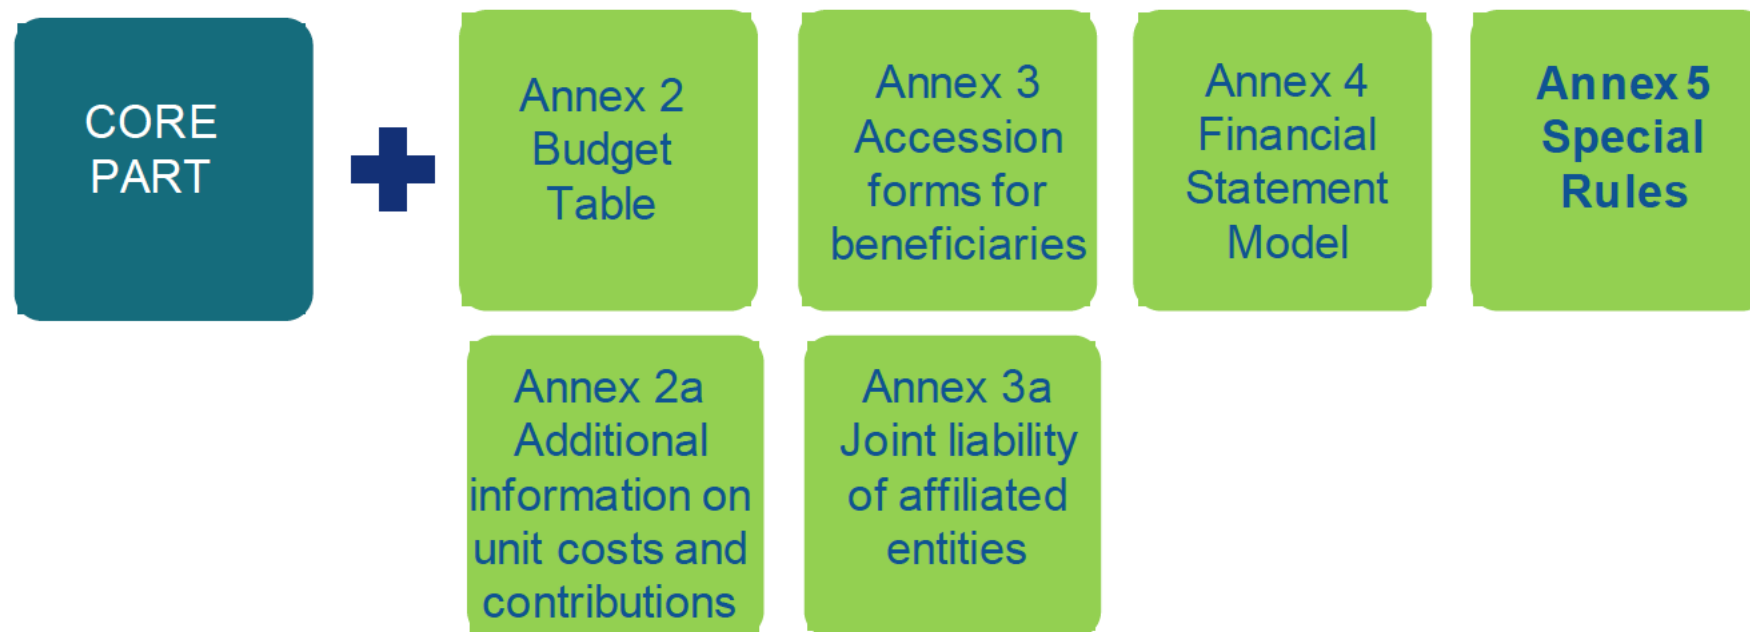 CORE
PART
Annex 2
Budget
Table
Annex 3
Accession
forms for
beneficiaries
Annex 4
Financial
Statement
Model
Annex 5
Special
Rules
Annex 2a
Additional
information on
unit costs and
contributions
Annex 3a
Joint liability
of affiliated
entities